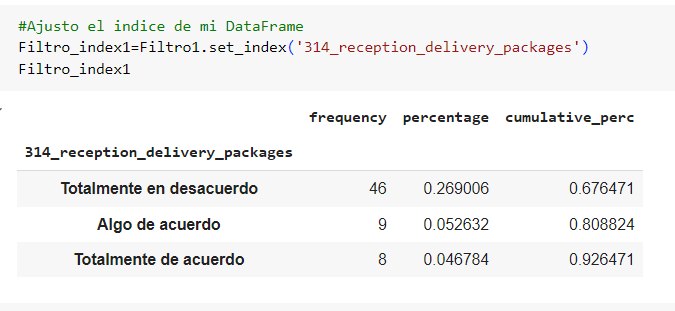 #Ajusto el indice de mi DataFrame
Filtro_index1=Filtro1.set_index('314_reception_delivery_packages')
Filtro_index1
frequency percentage cumulative_perc
314_reception_delivery_packages
Totalmente en desacuerdo 46 0.269006 0.676471
Algo de acuerdo 9 0.052632 0.808824
Totalmente de acuerdo 8 0.046784 0.926471